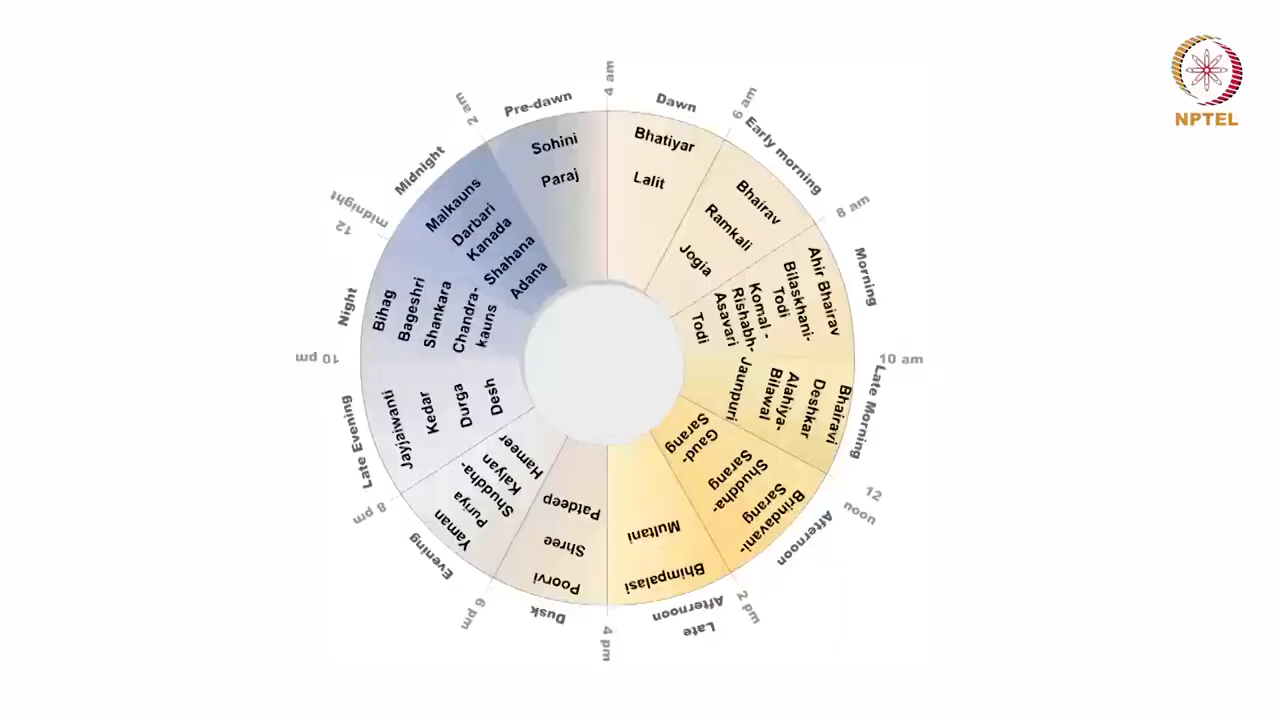 NPTEL
4 am
Dawn
Bhatiyar
Lalit
6 am
Early morning
Bhairav
Ramkali
Jogia
8 am
Morning
Ahir Bhairav
Bilaskhani-
Todi
Komal -
Rishabh-
Asavari
Todi
10 am
Late Morning
Bhairavi
Deshkar
Alahiya-
Bilawal
Jaunpuri
12
noon
Afternoon
Brindavani-
Sarang
Shuddha-
Sarang
Gaud-
Sarang
2 pm
Late
Afternoon
Bhimpalasi
Multani
4 pm
Dusk
Poorvi
Shree
Patdeep
6 pm
Evening
Yaman
Puriya
Shuddha-
Kalyan
Hameer
8 pm
Late Evening
Jayjaiwanti
Kedar
Durga
Desh
10 pm
Night
Bihag
Bageshri
Shankara
Chandra-
kauns
12
midnight
Midnight
Malkauns
Darbari
Kanada
Shahana
Adana
2 am
Pre-dawn
Sohini
Paraj